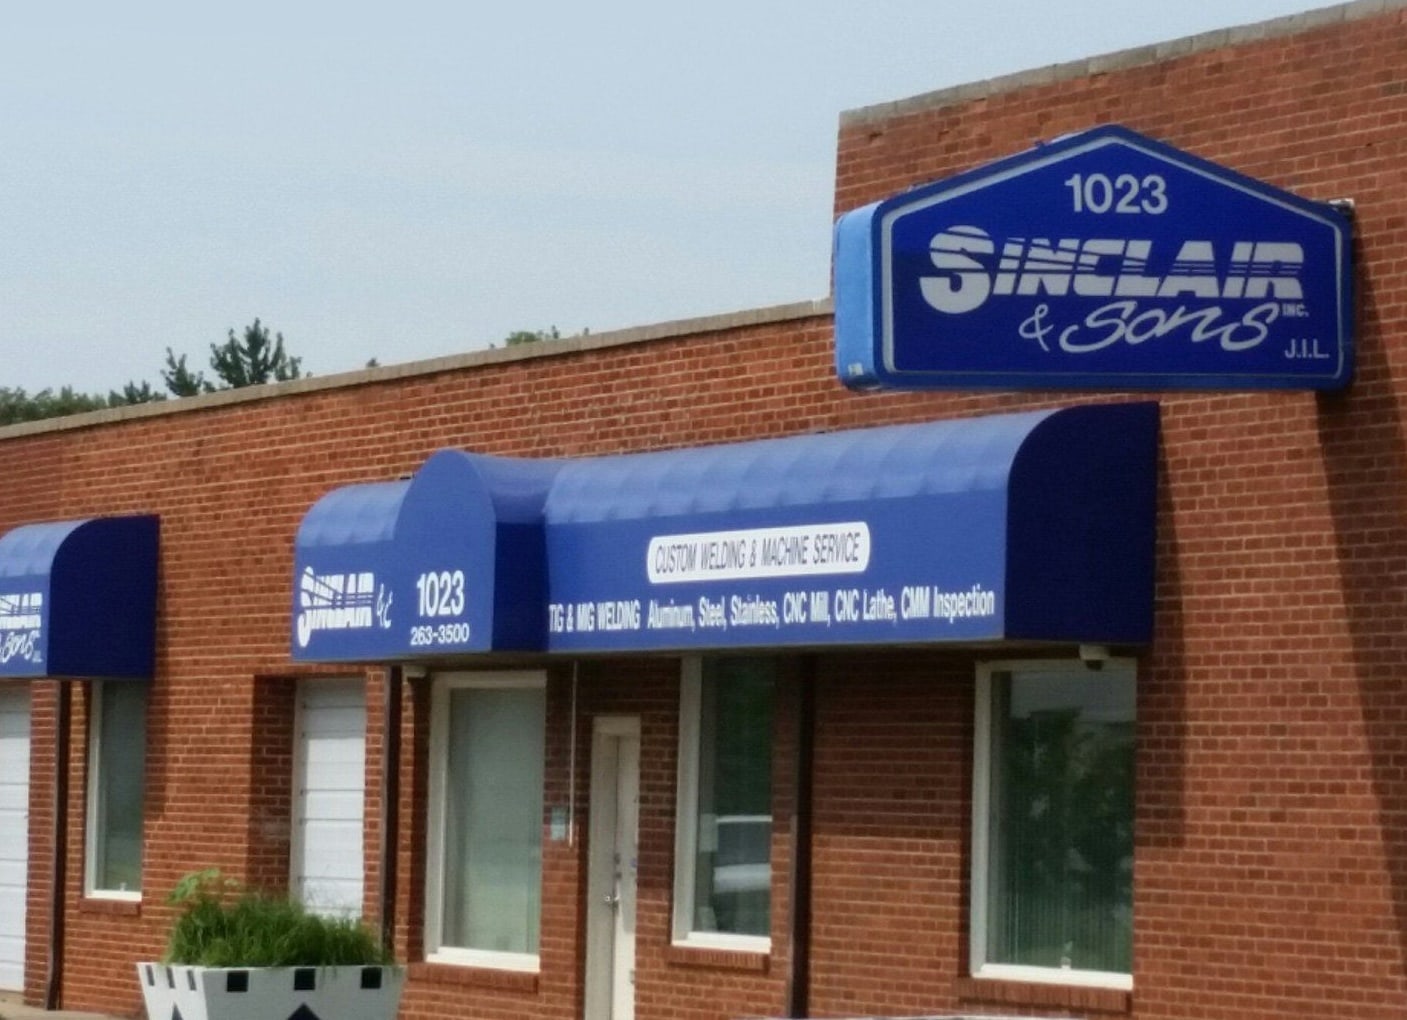 1023
SINCLAIR
& Sons INC.
J.I.L.
CUSTOM WELDING & MACHINE SERVICE
TIG & MIG WELDING Aluminum, Steel, Stainless, CNC Mill, CNC Lathe, CMM Inspection
SINCLAIR &
1023
263-3500
SINCLAIR
& Sons